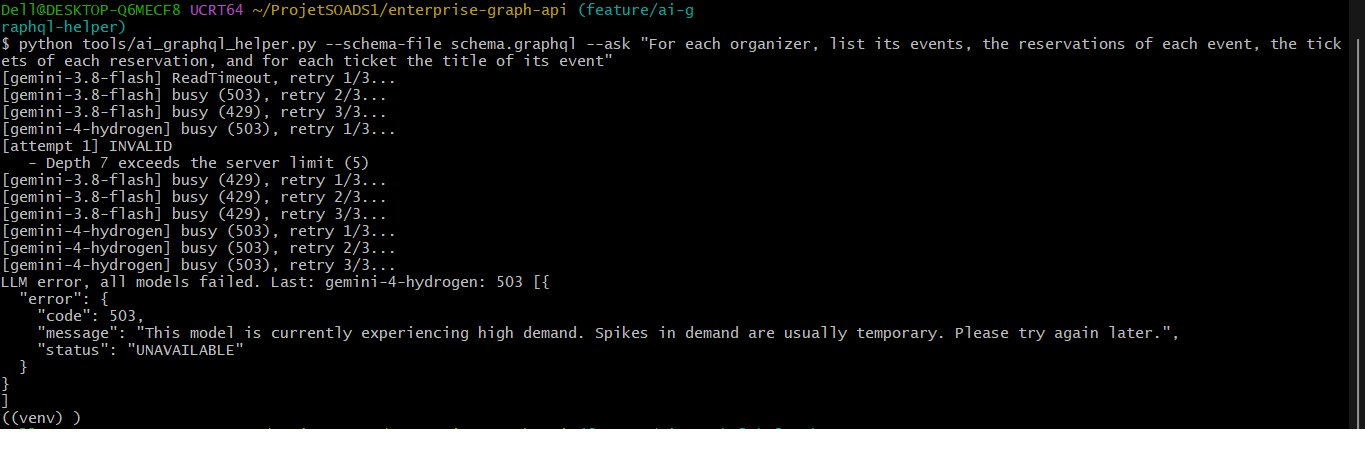 Dell@DESKTOP-Q6MECF8 UCRT64 ~/ProjetSOADS1/enterprise-graph-api (feature/ai-g
raphql-helper)
$ python tools/ai_graphql_helper.py --schema-file schema.graphql --ask "For each organizer, list its events, the reservations of each event, the tick
ets of each reservation, and for each ticket the title of its event"
[gemini-3.8-flash] ReadTimeout, retry 1/3...
[gemini-3.8-flash] busy (503), retry 2/3...
[gemini-3.8-flash] busy (429), retry 3/3...
[gemini-4-hydrogen] busy (503), retry 1/3...
[attempt 1] INVALID
   - Depth 7 exceeds the server limit (5)
[gemini-3.8-flash] busy (429), retry 1/3...
[gemini-3.8-flash] busy (429), retry 2/3...
[gemini-3.8-flash] busy (429), retry 3/3...
[gemini-4-hydrogen] busy (503), retry 1/3...
[gemini-4-hydrogen] busy (503), retry 2/3...
[gemini-4-hydrogen] busy (503), retry 3/3...
LLM error, all models failed. Last: gemini-4-hydrogen: 503 [{
  "error": {
    "code": 503,
    "message": "This model is currently experiencing high demand. Spikes in demand are usually temporary. Please try again later.",
    "status": "UNAVAILABLE"
  }
}
]
((venv) )